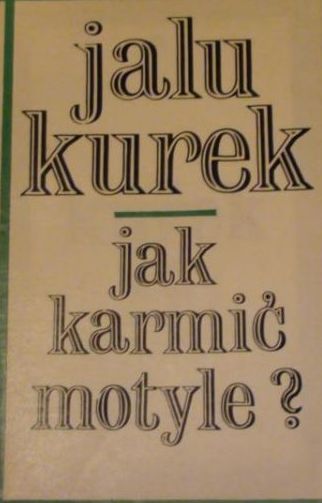 jalu
kurek
jak
karmić
motyle?